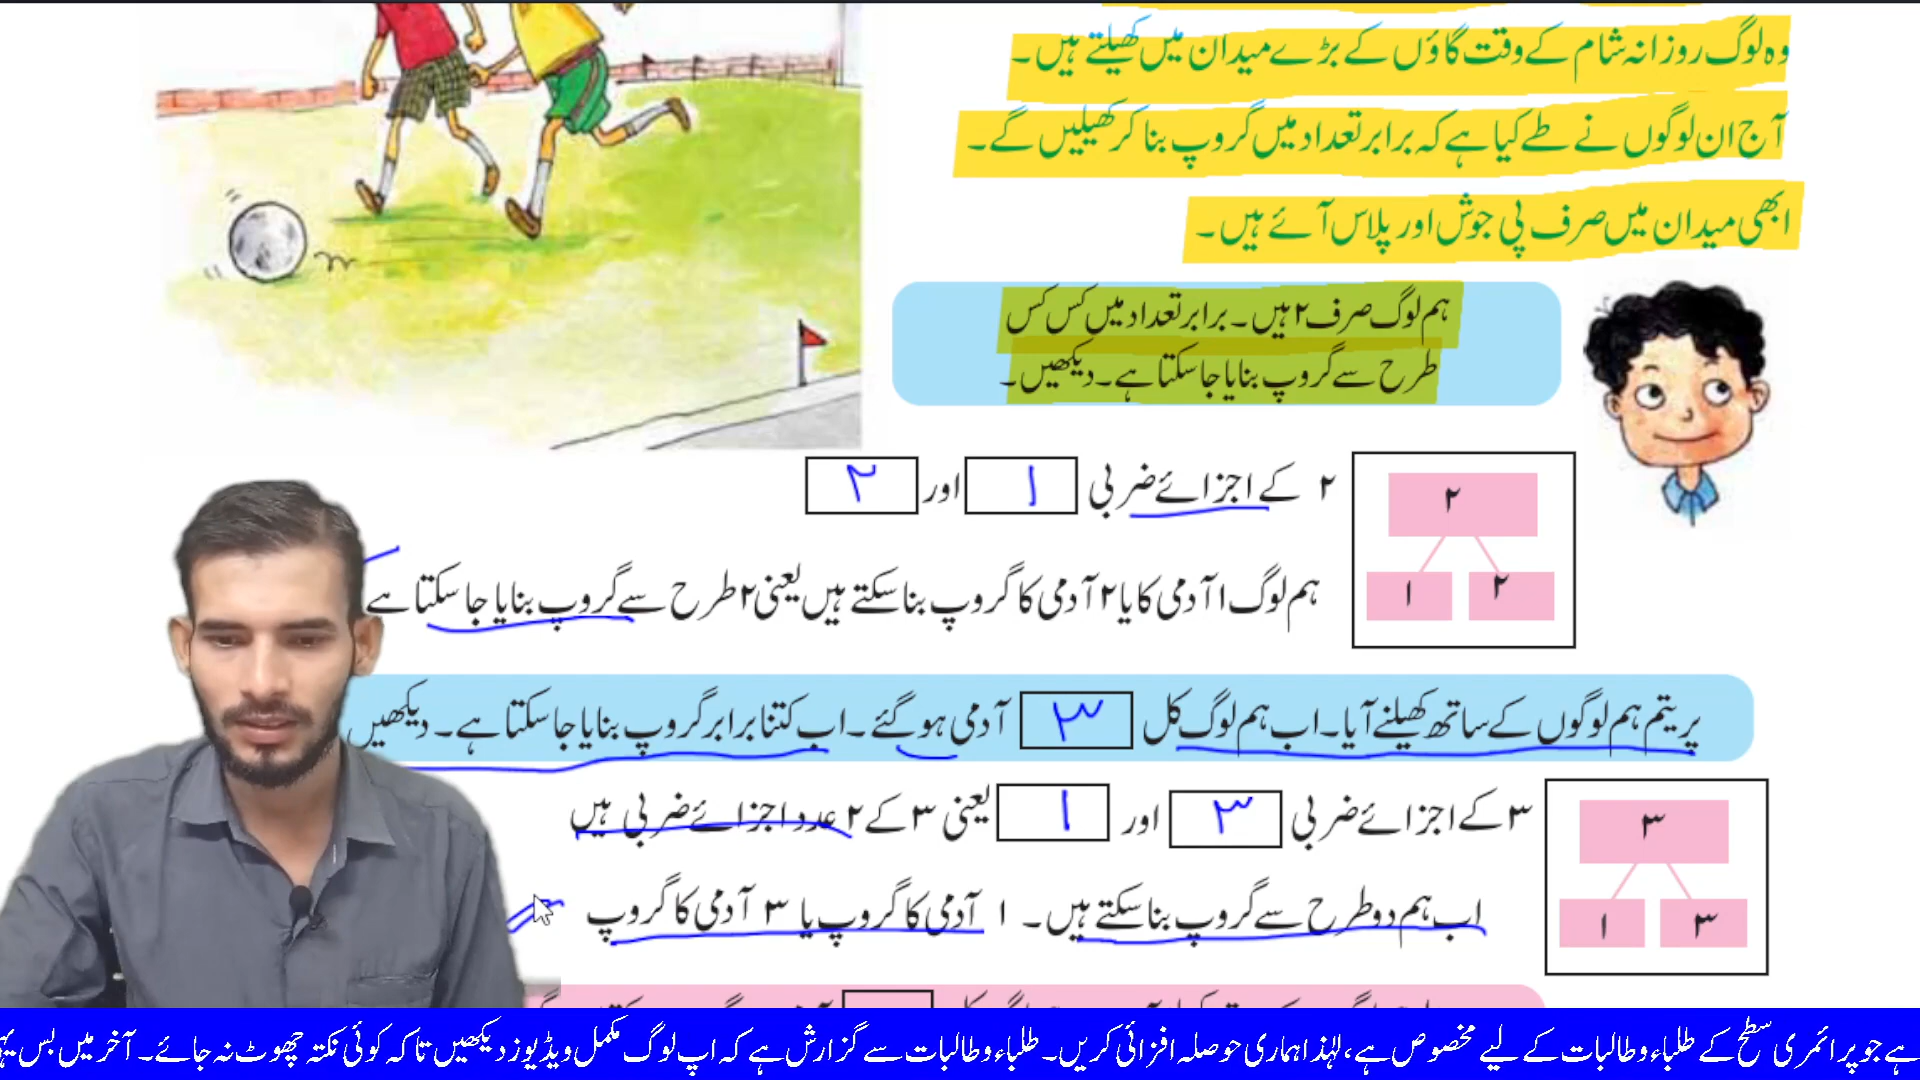 وہ لوگ روزانہ شام کے وقت گاؤں کے بڑے میدان میں کھیلتے ہیں۔
آج ان لوگوں نے طے کیا ہے کہ برابر تعداد میں گروپ بنا کر کھیلیں گے۔
ابھی میدان میں صرف پی جوش اور پلاس آئے ہیں۔
ہم لوگ صرف ۲ ہیں۔ برابر تعداد میں کس کس
طرح سے گروپ بنایا جا سکتا ہے۔ دیکھیں۔
۲ کے اجزائے ضربی ۱ اور ۲
۲
۱ ۲
ہم لوگ ۱ آدمی کا یا ۲ آدمی کا گروپ بنا سکتے ہیں یعنی ۲ طرح سے گروپ بنایا جا سکتا ہے
پریتم ہم لوگوں کے ساتھ کھیلنے آیا۔ اب ہم لوگ کل ۳ آدمی ہو گئے۔ اب کتنا برابر گروپ بنایا جا سکتا ہے۔ دیکھیں
۳ کے اجزائے ضربی ۳ اور ۱ یعنی ۳ کے ۲ عدد اجزائے ضربی ہیں
۳
۱ ۳
اب ہم دو طرح سے گروپ بنا سکتے ہیں۔ ۱ آدمی کا گروپ یا ۳ آدمی کا گروپ
ہے جو پرائمری سطح کے طلباء و طالبات کے لیے مخصوص ہے، لہٰذا ہماری حوصلہ افزائی کریں۔ طلباء و طالبات سے گزارش ہے کہ اپ لوگ مکمل ویڈیوز دیکھیں تاکہ کوئی نکتہ چھوٹ نہ جائے۔ آخر میں بس یہی